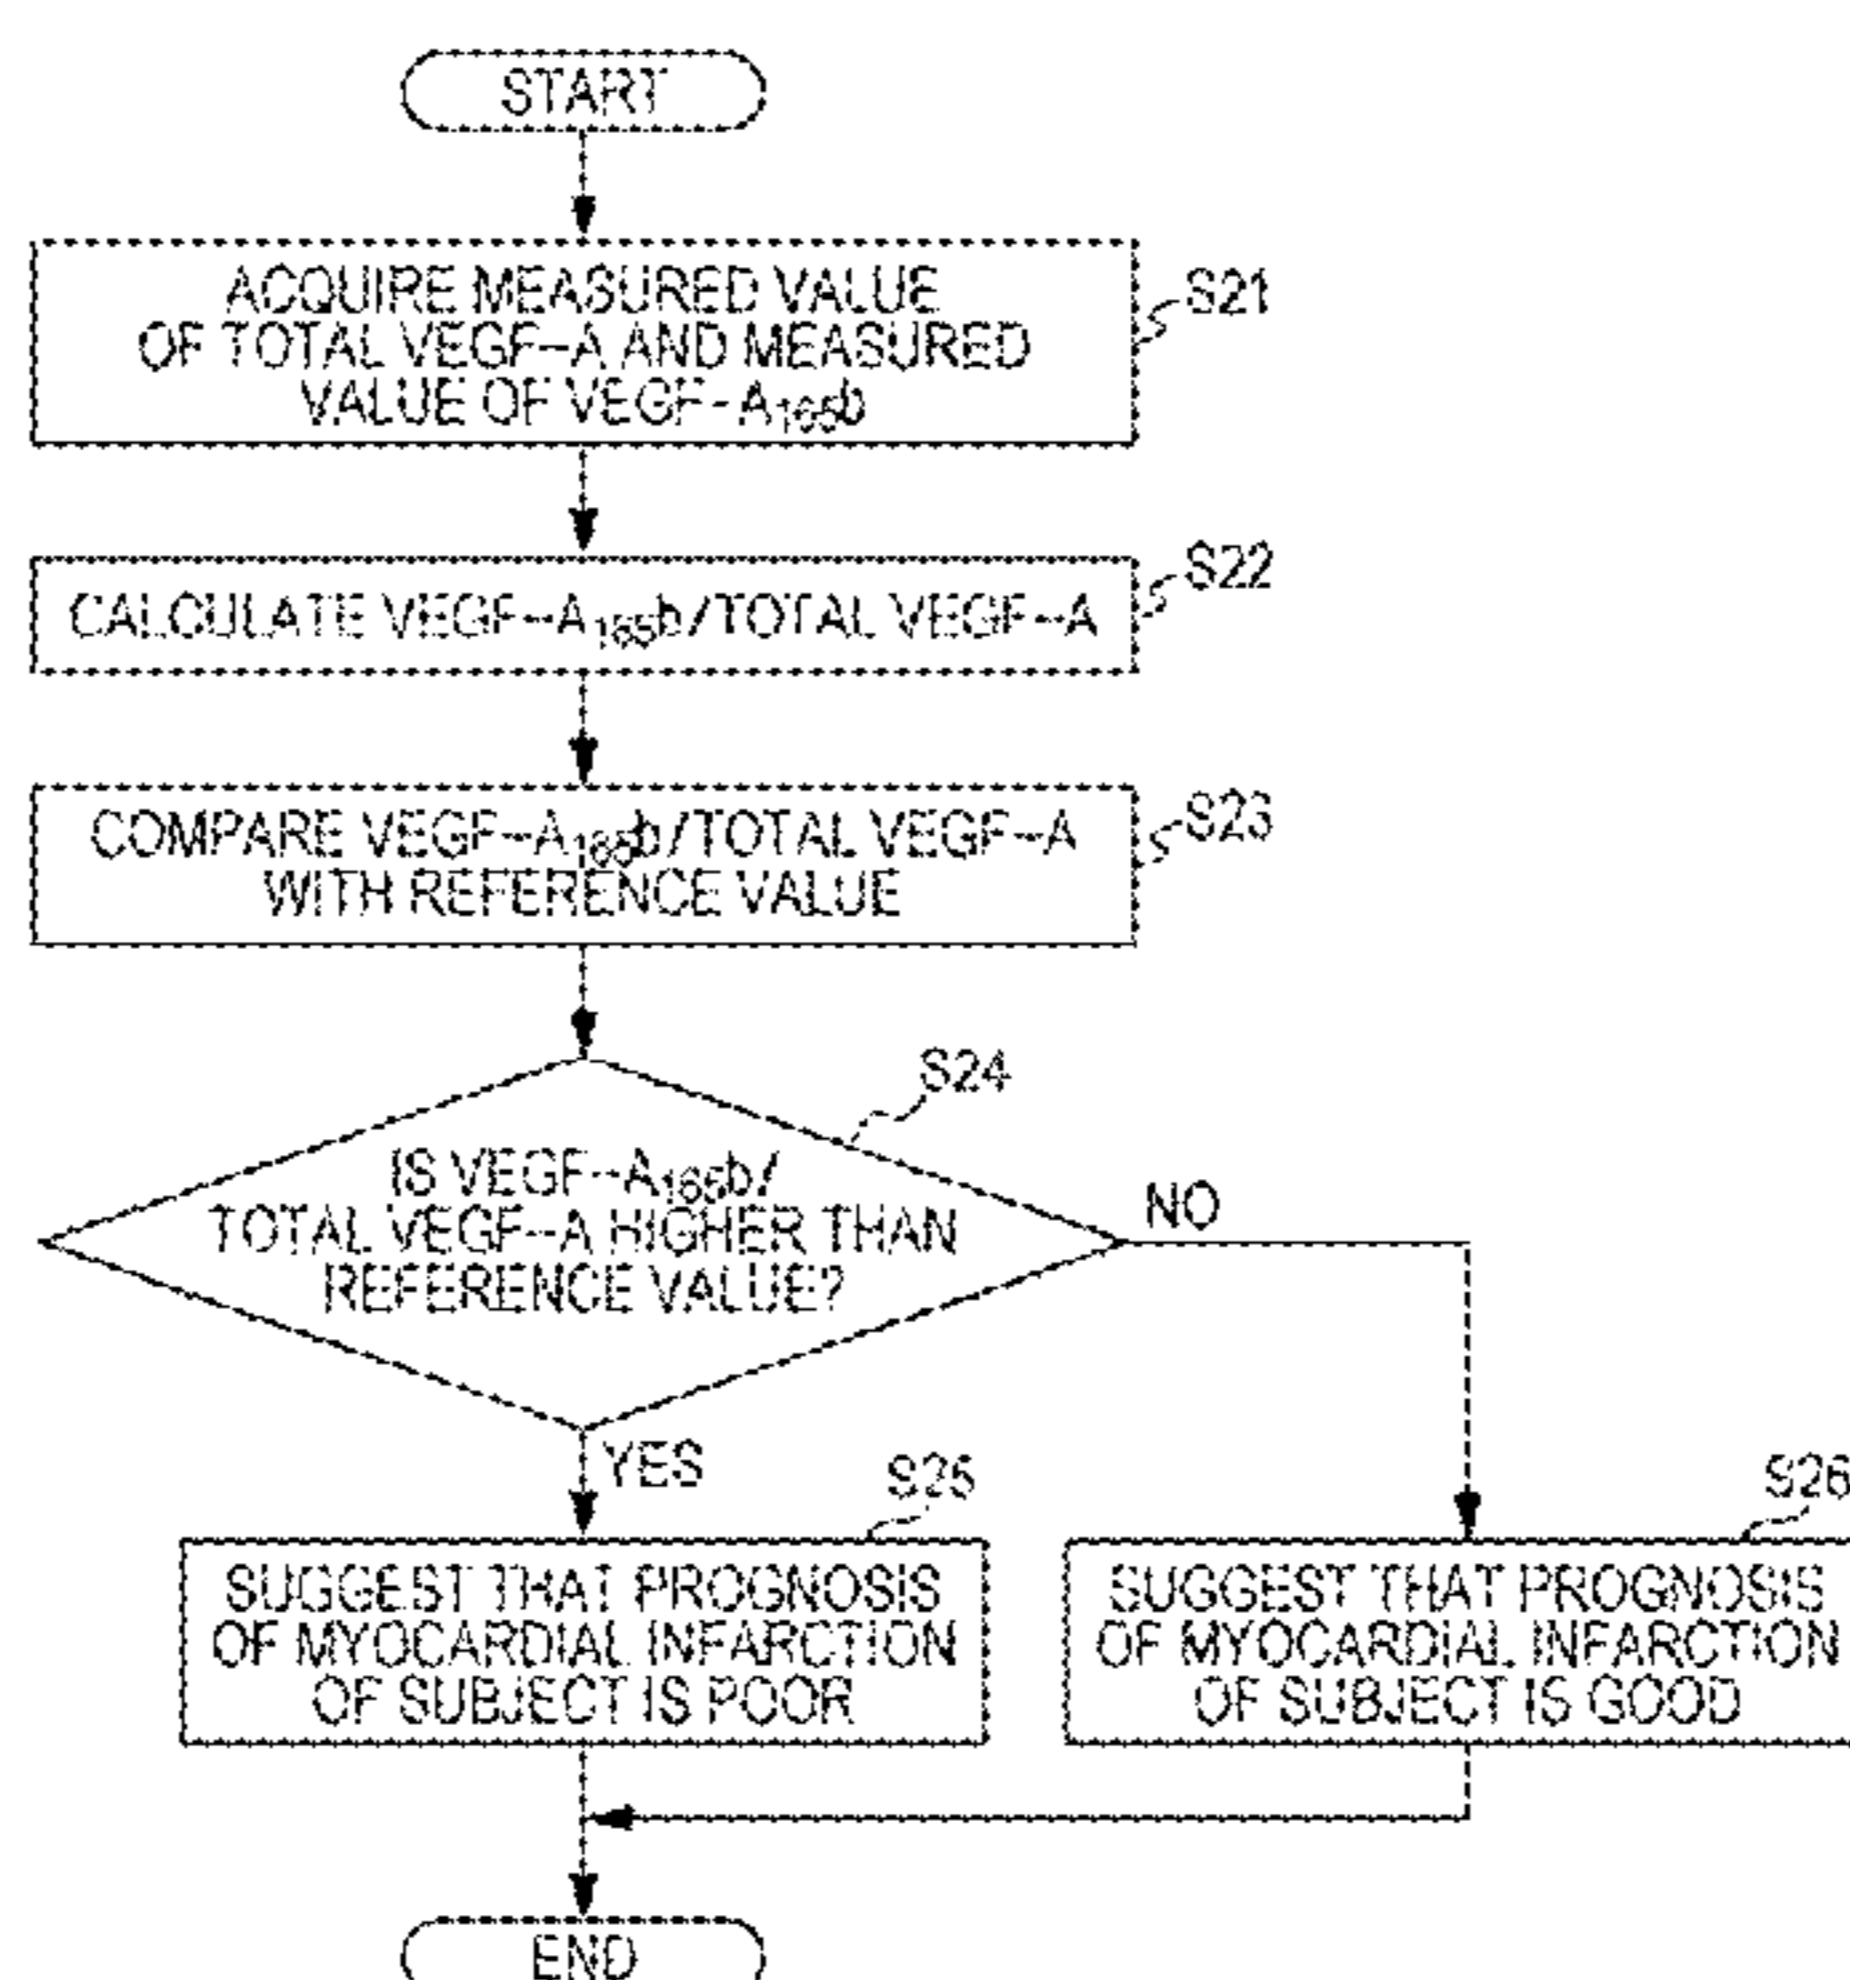 START
ACQUIRE MEASURED VALUE
OF TOTAL VEGF-A AND MEASURED
VALUE OF VEGF-A165b
S21
CALCULATE VEGF-A165b/TOTAL VEGF-A
S22
COMPARE VEGF-A165b/TOTAL VEGF-A
WITH REFERENCE VALUE
S23
S24
IS VEGF-A165b/
TOTAL VEGF-A HIGHER THAN
REFERENCE VALUE?
NO
YES
S25
SUGGEST THAT PROGNOSIS
OF MYOCARDIAL INFARCTION
OF SUBJECT IS POOR
S26
SUGGEST THAT PROGNOSIS
OF MYOCARDIAL INFARCTION
OF SUBJECT IS GOOD
END